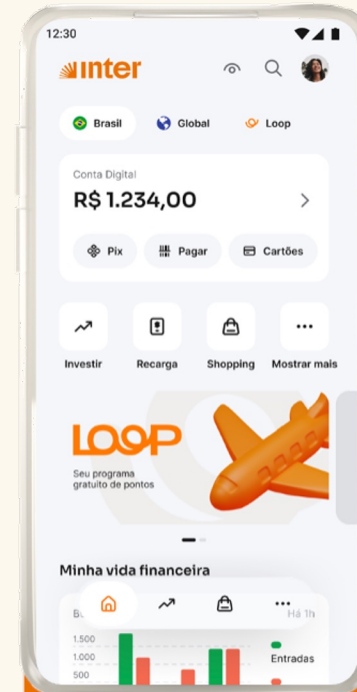 12:30
inter
Brasil Global Loop
Conta Digital
R$ 1.234,00
Pix Pagar Cartões
Investir Recarga Shopping Mostrar mais
LOOP
Seu programa
gratuito de pontos
Minha vida financeira
Há 1h
1.500
1.000
500
Entradas